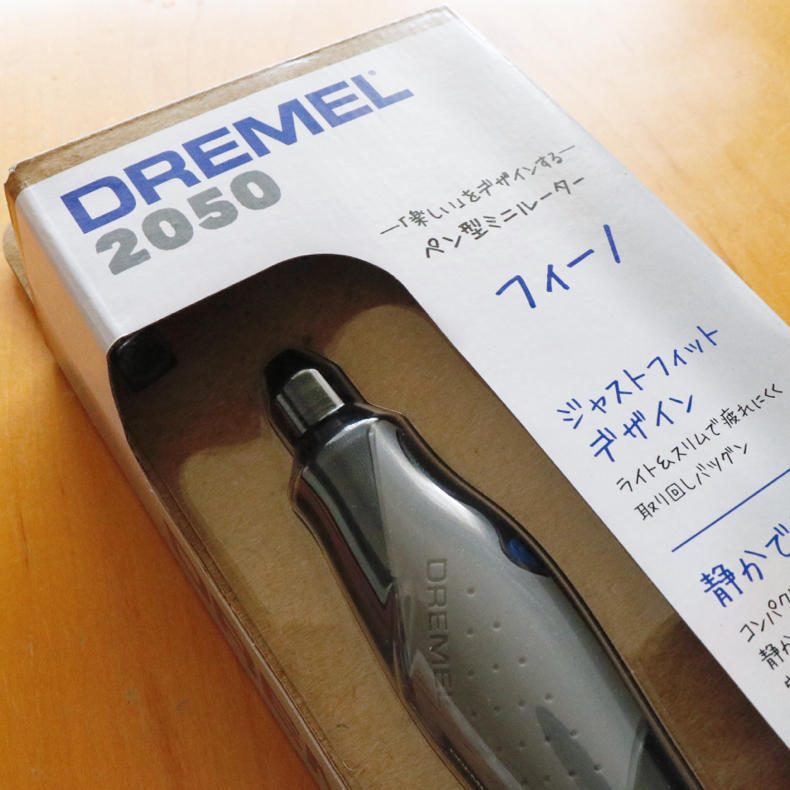 DREMEL®
2050
―「楽しい」をデザインする―
ペン型ミニルーター
フィーノ
ジャストフィット
デザイン
ライト&スリムで疲れにくく
取り回しバツグン
静かで
コンパク
静か
DREMEL